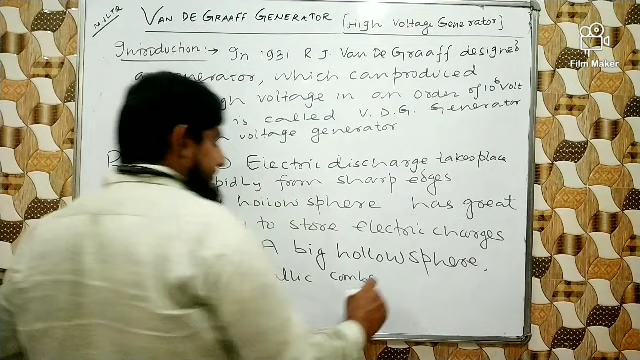 VAN DE GRAAFF GENERATOR [High voltage Generator]
Introduction:→ In 1931 R J. Van De Graaff designed
generator, which can produced
high voltage in an order of 10⁶ volt
is called V. D. G. Generator
voltage generator
Electric discharge takes place
from sharp edges
hollow sphere has great
to store electric charges
A big hollow sphere.
Film Maker